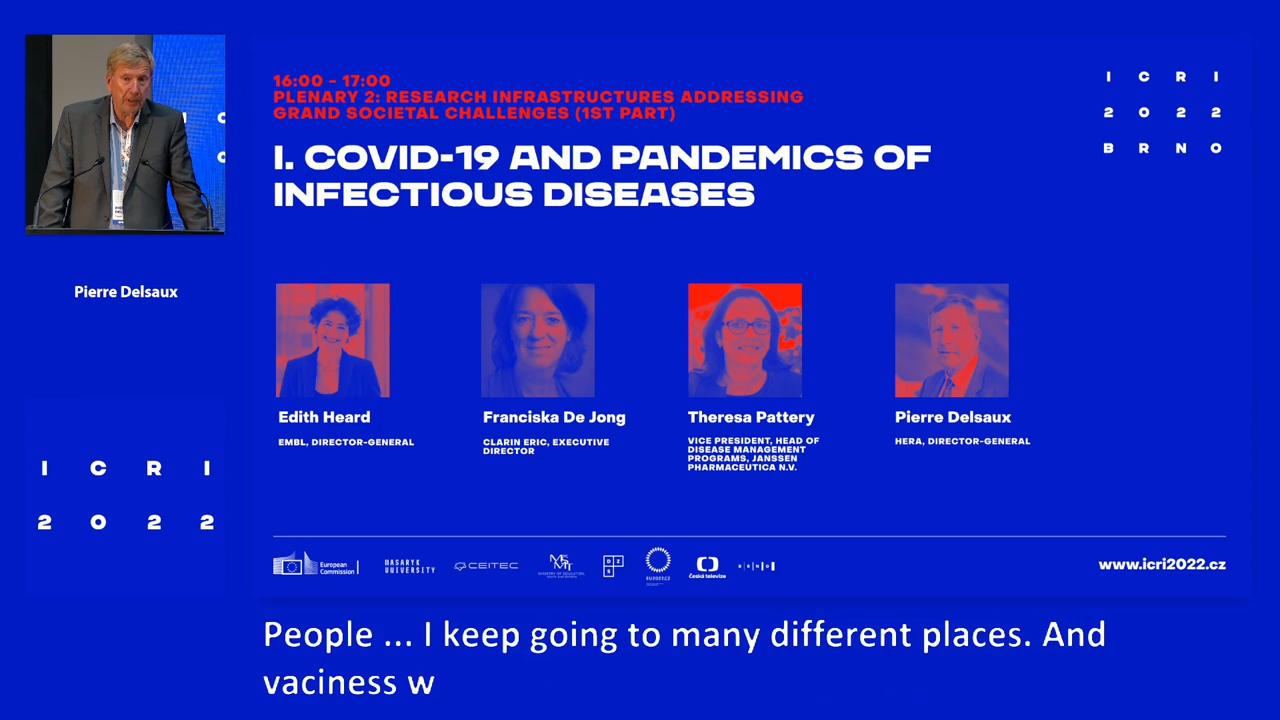 Pierre Delsaux
I C R I
2 0 2 2
16:00 – 17:00
PLENARY 2: RESEARCH INFRASTRUCTURES ADDRESSING
GRAND SOCIETAL CHALLENGES (1ST PART)
I. COVID-19 AND PANDEMICS OF
INFECTIOUS DISEASES
I C R I
2 0 2 2
B R N O
Edith Heard
EMBL, DIRECTOR-GENERAL
Franciska De Jong
CLARIN ERIC, EXECUTIVE
DIRECTOR
Theresa Pattery
VICE PRESIDENT, HEAD OF
DISEASE MANAGEMENT
PROGRAMS, JANSSEN
PHARMACEUTICA N.V.
Pierre Delsaux
HERA, DIRECTOR-GENERAL
European
Commission
MASARYK
UNIVERSITY
CEITEC
Česká televize
B R N O
www.icri2022.cz
People ... I keep going to many different places. And
vaciness w